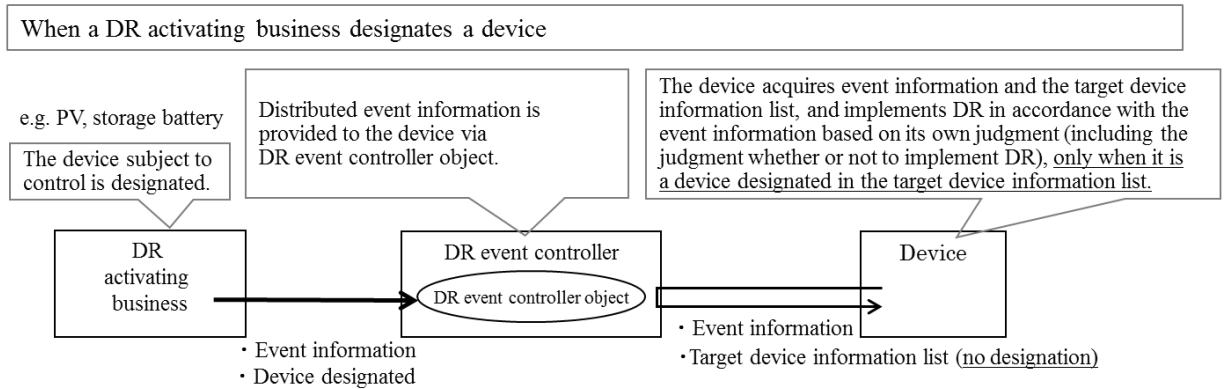 When a DR activating business designates a device
e.g. PV, storage battery
The device subject to
control is designated.
Distributed event information is
provided to the device via
DR event controller object.
The device acquires event information and the target device
information list, and implements DR in accordance with the
event information based on its own judgment (including the
judgment whether or not to implement DR), only when it is
a device designated in the target device information list.
DR
activating
business
DR event controller
DR event controller object
Device
・Event information
・Device designated
・Event information
・Target device information list (no designation)